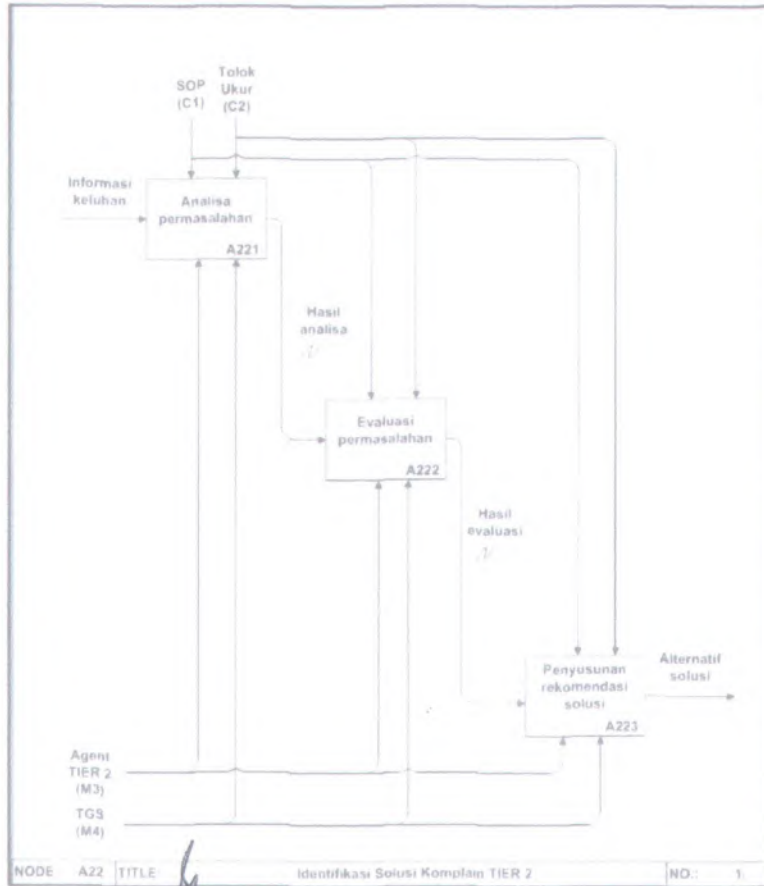 SOP
(C1)
Tolok
Ukur
(C2)
Informasi
keluhan
Analisa
permasalahan
A221
Hasil
analisa
Evaluasi
permasalahan
A222
Hasil
evaluasi
Penyusunan
rekomendasi
solusi
A223
Alternatif
solusi
Agent
TIER 2
(M3)
TGS
(M4)
NODE A22 TITLE Identifikasi Solusi Komplain TIER 2 NO.: 1